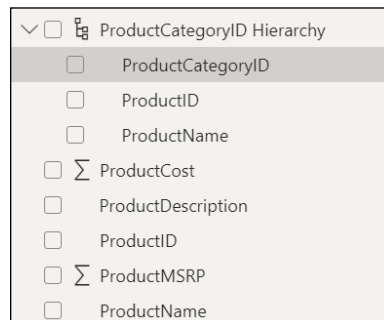 ProductCategoryID Hierarchy
ProductCategoryID
ProductID
ProductName
∑ ProductCost
ProductDescription
ProductID
∑ ProductMSRP
ProductName